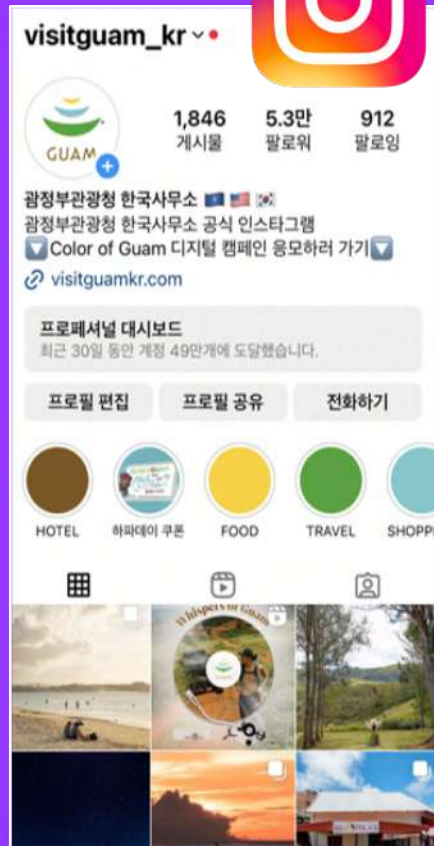 visitguam_kr
GUAM
1,846
게시물
5.3만
팔로워
912
팔로잉
괌정부관광청 한국사무소
괌정부관광청 한국사무소 공식 인스타그램
Color of Guam 디지털 캠페인 응모하러 가기
visitguamkr.com
프로페셔널 대시보드
최근 30일 동안 계정 49만개에 도달했습니다.
프로필 편집
프로필 공유
전화하기
HOTEL
하파데이 쿠폰
FOOD
TRAVEL
SHOPPI
Whispers of Guam